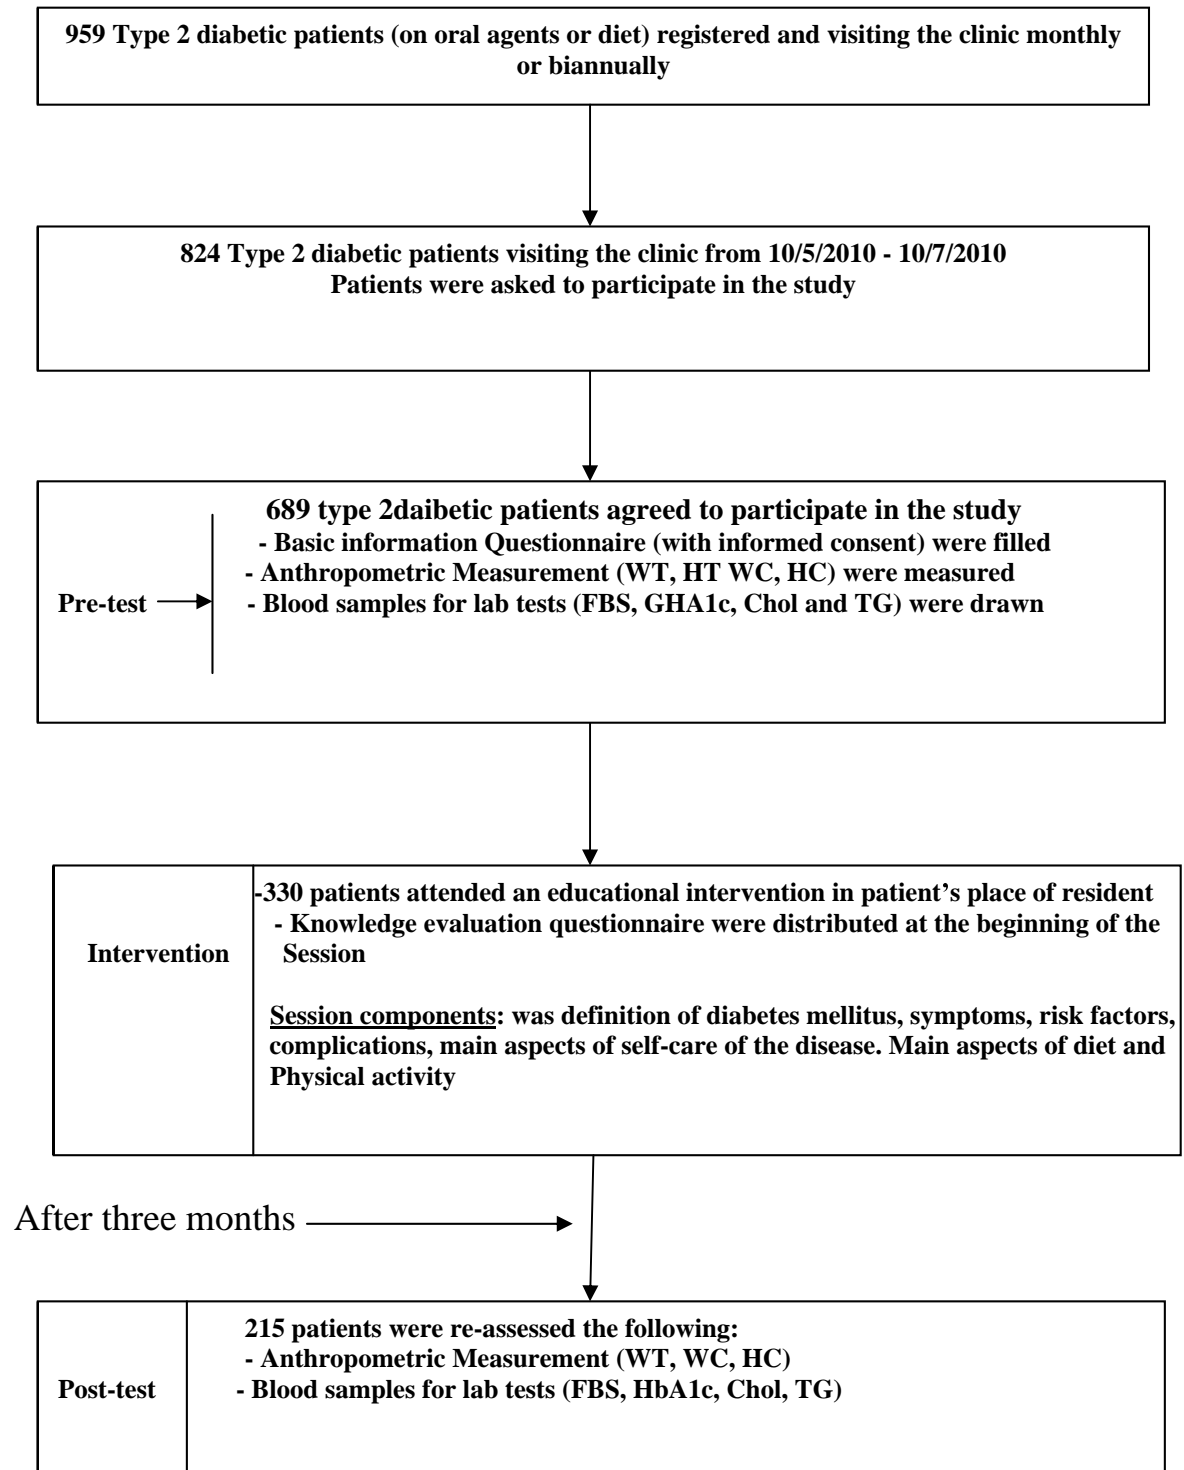 959 Type 2 diabetic patients (on oral agents or diet) registered and visiting the clinic monthly
or biannually
824 Type 2 diabetic patients visiting the clinic from 10/5/2010 - 10/7/2010
Patients were asked to participate in the study
689 type 2daibetic patients agreed to participate in the study
- Basic information Questionnaire (with informed consent) were filled
- Anthropometric Measurement (WT, HT WC, HC) were measured
Pre-test
- Blood samples for lab tests (FBS, GHA1c, Chol and TG) were drawn
-330 patients attended an educational intervention in patient's place of resident
- Knowledge evaluation questionnaire were distributed at the beginning of the
Intervention
Session
Session components: was definition of diabetes mellitus, symptoms, risk factors,
complications, main aspects of self-care of the disease. Main aspects of diet and
Physical activity
After three months
215 patients were re-assessed the following:
- Anthropometric Measurement (WT, WC, HC)
Post-test
- Blood samples for lab tests (FBS, HbA1c, Chol, TG)